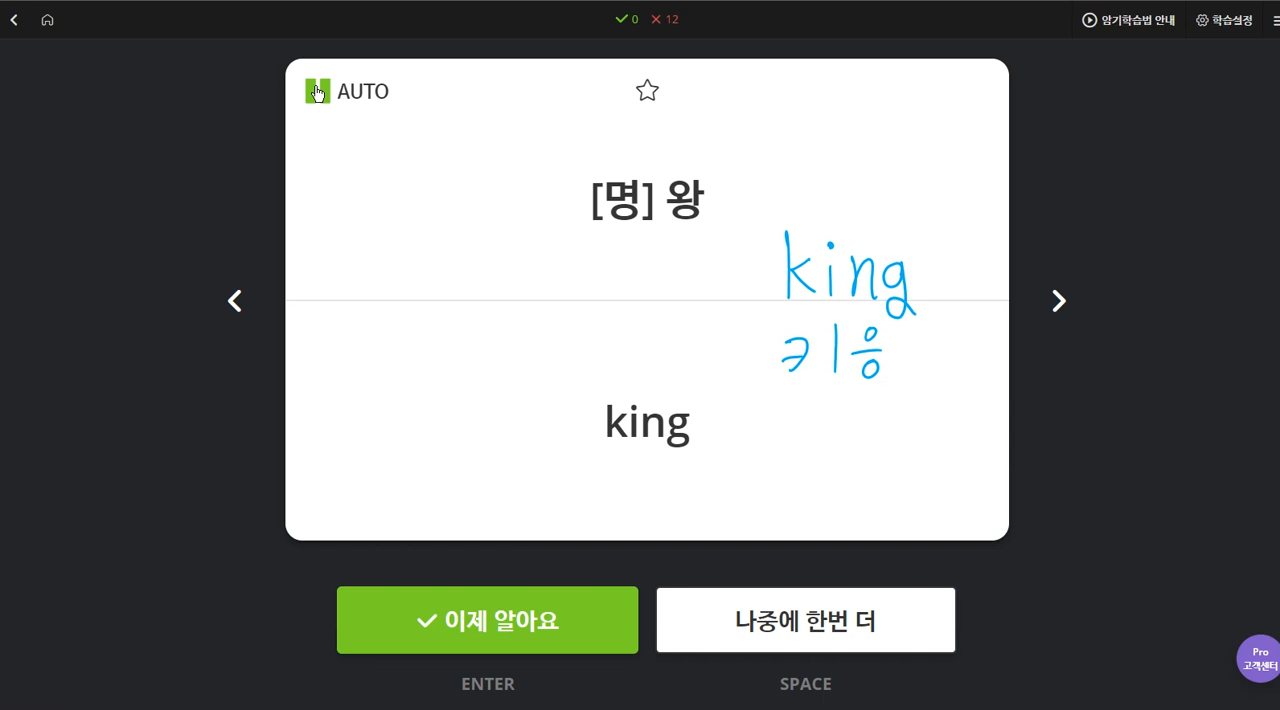 0 12 암기학습법 안내 학습설정
AUTO
[명] 왕
king
키응
king
이제 알아요 나중에 한번 더
ENTER SPACE
Pro
고객센터